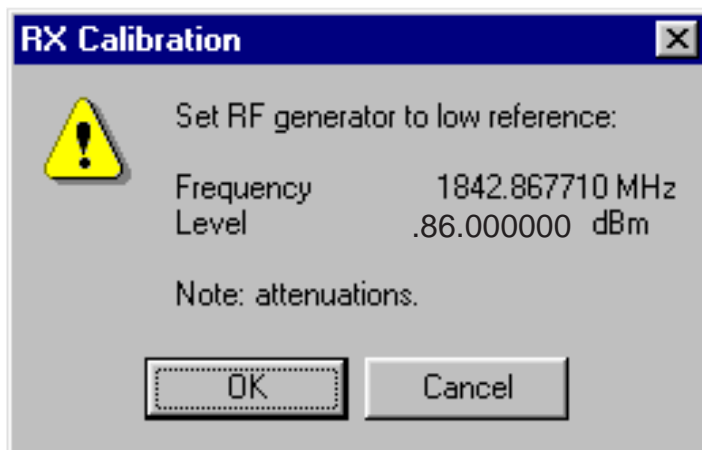 RX Calibration
Set RF generator to low reference:
Frequency 1842.867710 MHz
Level .86.000000 dBm
Note: attenuations.
OK Cancel